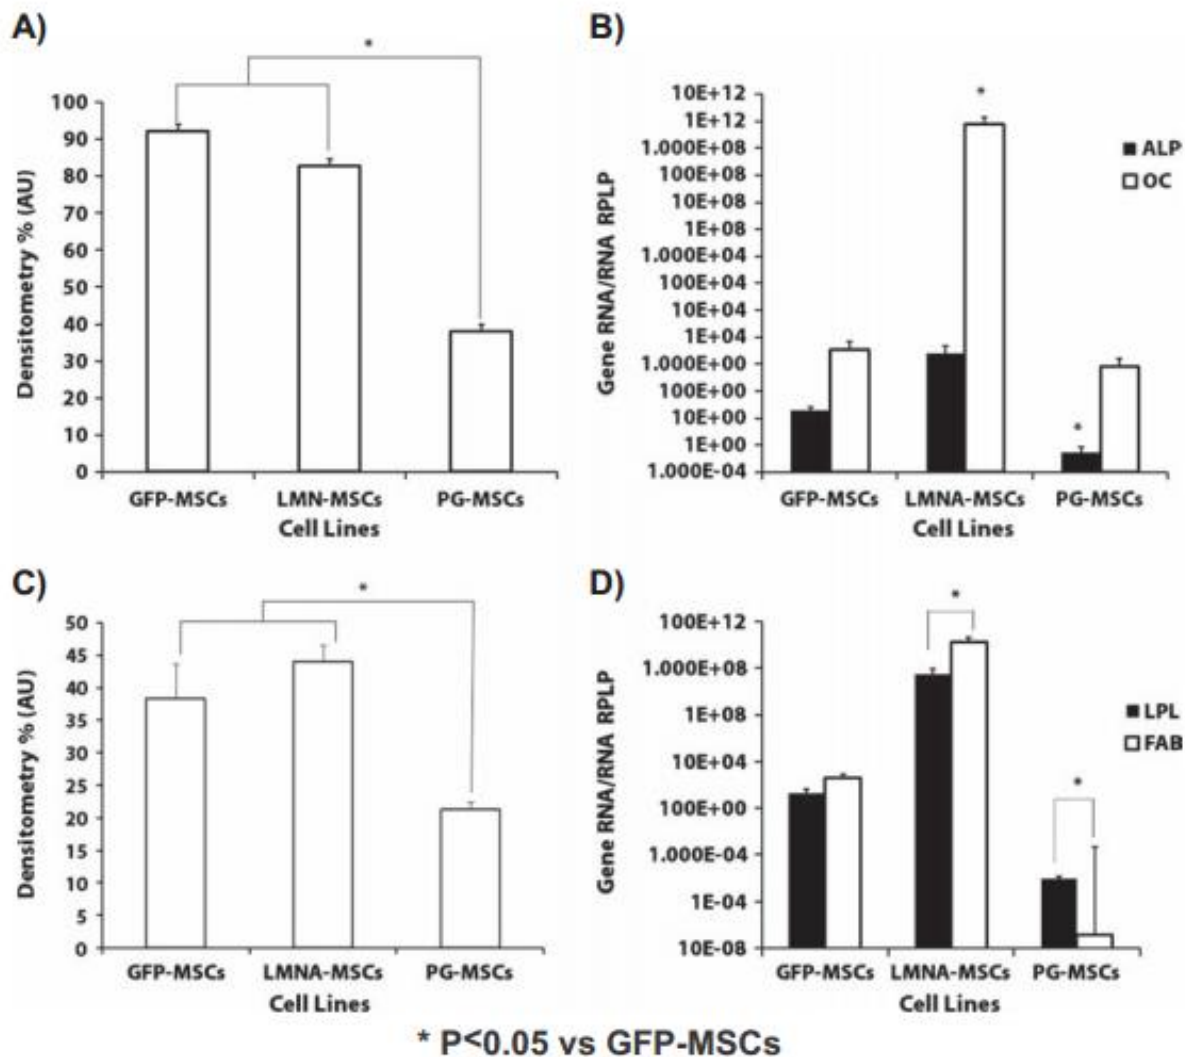 A)
*
Densitometry % (AU)
100
90
80
70
60
50
40
30
20
10
0
GFP-MSCs LMN-MSCs PG-MSCs
Cell Lines
B)
Gene RNA/RNA RPLP
10E+12
1E+12
1.000E+08
100E+08
10E+08
1E+08
1.000E+04
100E+04
10E+04
1E+04
1.000E+00
100E+00
10E+00
1E+00
1.000E-04
*
*
ALP
OC
GFP-MSCs LMNA-MSCs PG-MSCs
Cell Lines
C)
*
Densitometry % (AU)
50
45
40
35
30
25
20
15
10
5
0
GFP-MSCs LMNA-MSCs PG-MSCs
Cell Lines
D)
Gene RNA/RNA RPLP
100E+12
1.000E+08
1E+08
10E+04
100E+00
1.000E-04
1E-04
10E-08
*
*
LPL
FAB
GFP-MSCs LMNA-MSCs PG-MSCs
Cell Lines
* P<0.05 vs GFP-MSCs